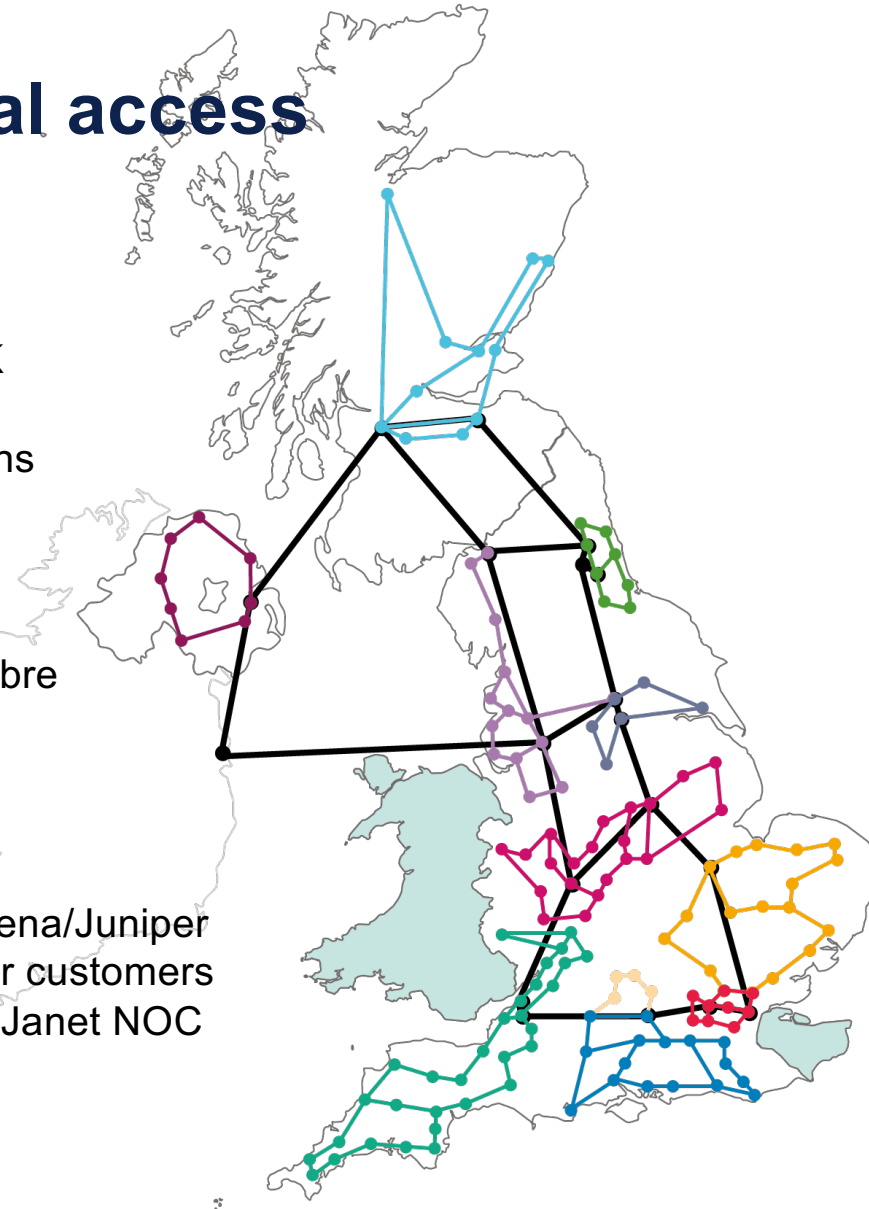 al access
k
ns
bre
ena/Juniper
r customers
Janet NOC